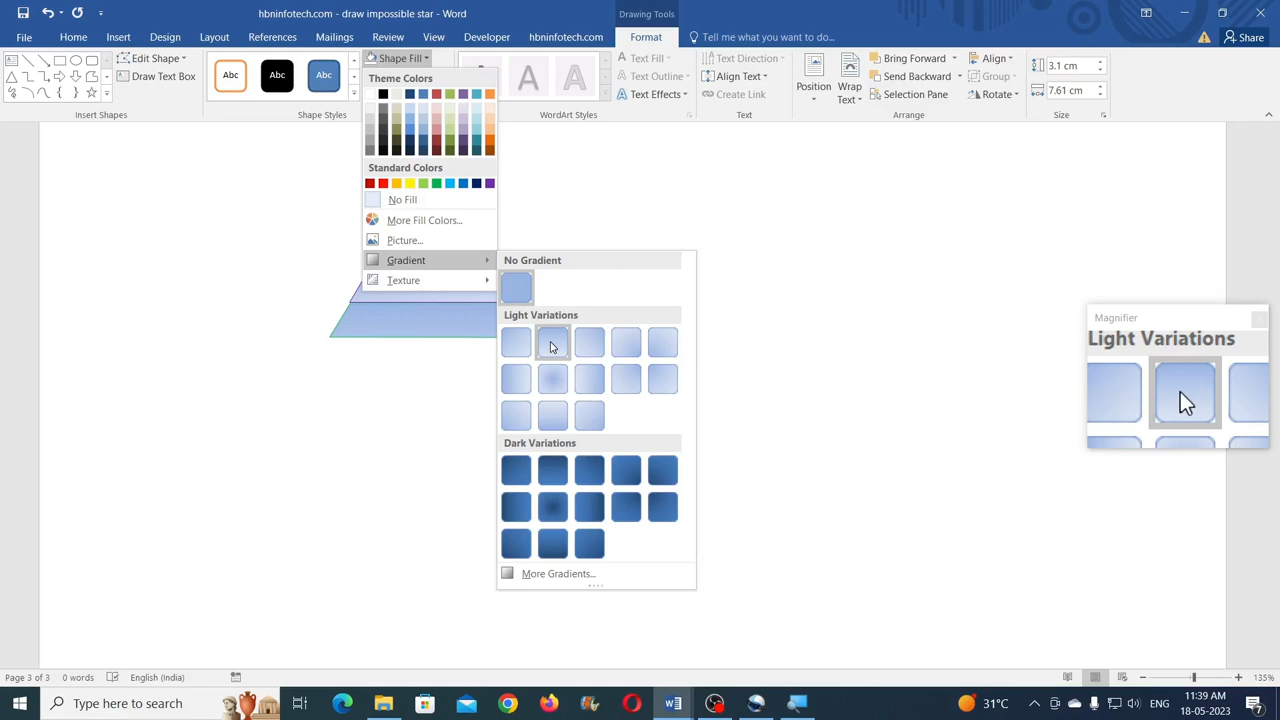 hbninfotech.com - draw impossible star - Word
Drawing Tools
File Home Insert Design Layout References Mailings Review View Developer hbninfotech.com Format Tell me what you want to do... Share
Edit Shape
Draw Text Box
Insert Shapes
Abc Abc Abc
Shape Styles
Shape Fill
Theme Colors
Standard Colors
No Fill
More Fill Colors...
Picture...
Gradient
Texture
A A
Text Fill
Text Outline
Text Effects
WordArt Styles
Text Direction
Align Text
Create Link
Text
Position
Wrap Text
Bring Forward
Send Backward
Selection Pane
Align
Group
Rotate
Arrange
3.1 cm
7.61 cm
Size
No Gradient
Light Variations
Dark Variations
More Gradients...
Magnifier
Light Variations
Page 3 of 3 0 words English (India) 135%
Type here to search
31°C
ENG
11:39 AM
18-05-2023